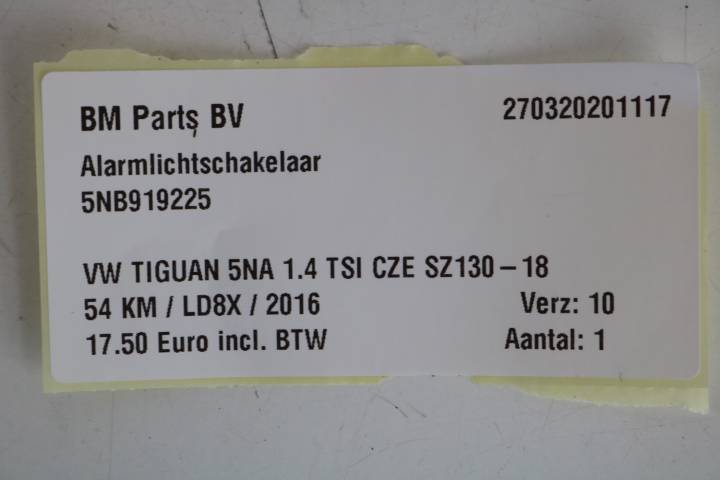 BM Parts BV 270320201117
Alarmlichtschakelaar
5NB919225
VW TIGUAN 5NA 1.4 TSI CZE SZ130-18
54 KM / LD8X / 2016 Verz: 10
17.50 Euro incl. BTW Aantal: 1